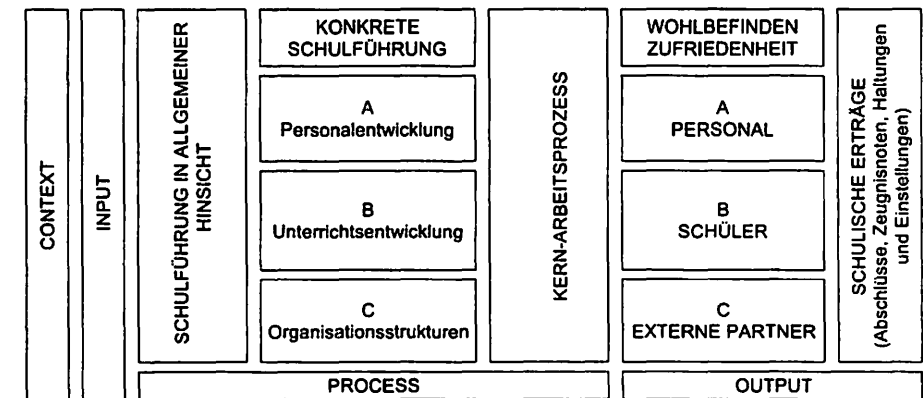 CONTEXT
INPUT
SCHULFÜHRUNG IN ALLGEMEINER
HINSICHT
KONKRETE
SCHULFÜHRUNG
A
Personalentwicklung
B
Unterrichtsentwicklung
C
Organisationsstrukturen
KERN-ARBEITSPROZESS
WOHLBEFINDEN
ZUFRIEDENHEIT
A
PERSONAL
B
SCHÜLER
C
EXTERNE PARTNER
SCHULISCHE ERTRÄGE
(Abschlüsse, Zeugnisnoten, Haltungen
und Einstellungen)
PROCESS
OUTPUT